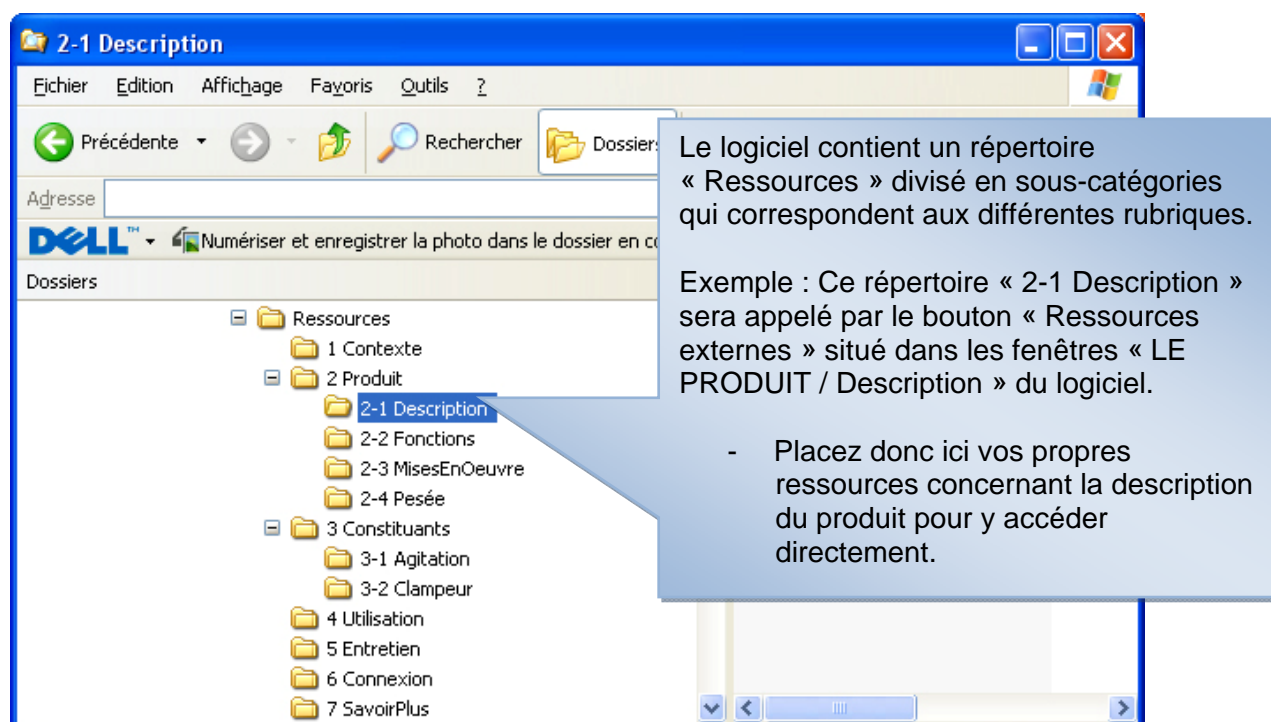 2-1 Description
Fichier Edition Affichage Favoris Outils ?
Précédente Rechercher Dossiers
Adresse
DELL™ Numériser et enregistrer la photo dans le dossier en
Dossiers
Ressources
1 Contexte
2 Produit
2-1 Description
2-2 Fonctions
2-3 MisesEnOeuvre
2-4 Pesée
3 Constituants
3-1 Agitation
3-2 Clampeur
4 Utilisation
5 Entretien
6 Connexion
7 SavoirPlus
Le logiciel contient un répertoire
« Ressources » divisé en sous-catégories
qui correspondent aux différentes rubriques.
Exemple : Ce répertoire « 2-1 Description »
sera appelé par le bouton « Ressources
externes » situé dans les fenêtres « LE
PRODUIT / Description » du logiciel.
- Placez donc ici vos propres
ressources concernant la description
du produit pour y accéder
directement.